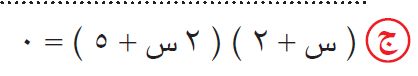 ج ( س + ٢ ) ( ٢ س + ٥ ) = ٠